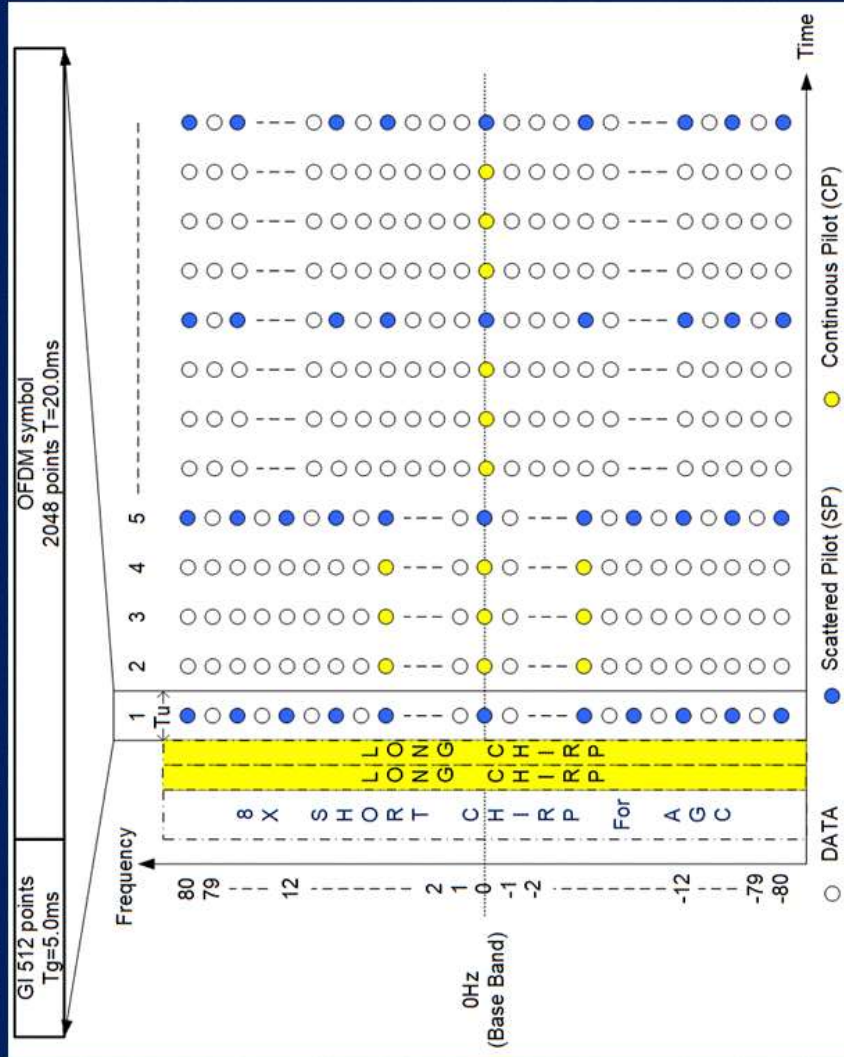 GI 512 points
Tg=5.0ms
OFDM symbol
2048 points T=20.0ms
Frequency
80
79
12
2
1
0
-1
-2
-12
-79
-80
0Hz
(Base Band)
8X SHORT CHIRP For AGC
LONG CHIRP
LONG CHIRP
Tu
1 2 3 4 5
Time
DATA
Scattered Pilot (SP)
Continuous Pilot (CP)